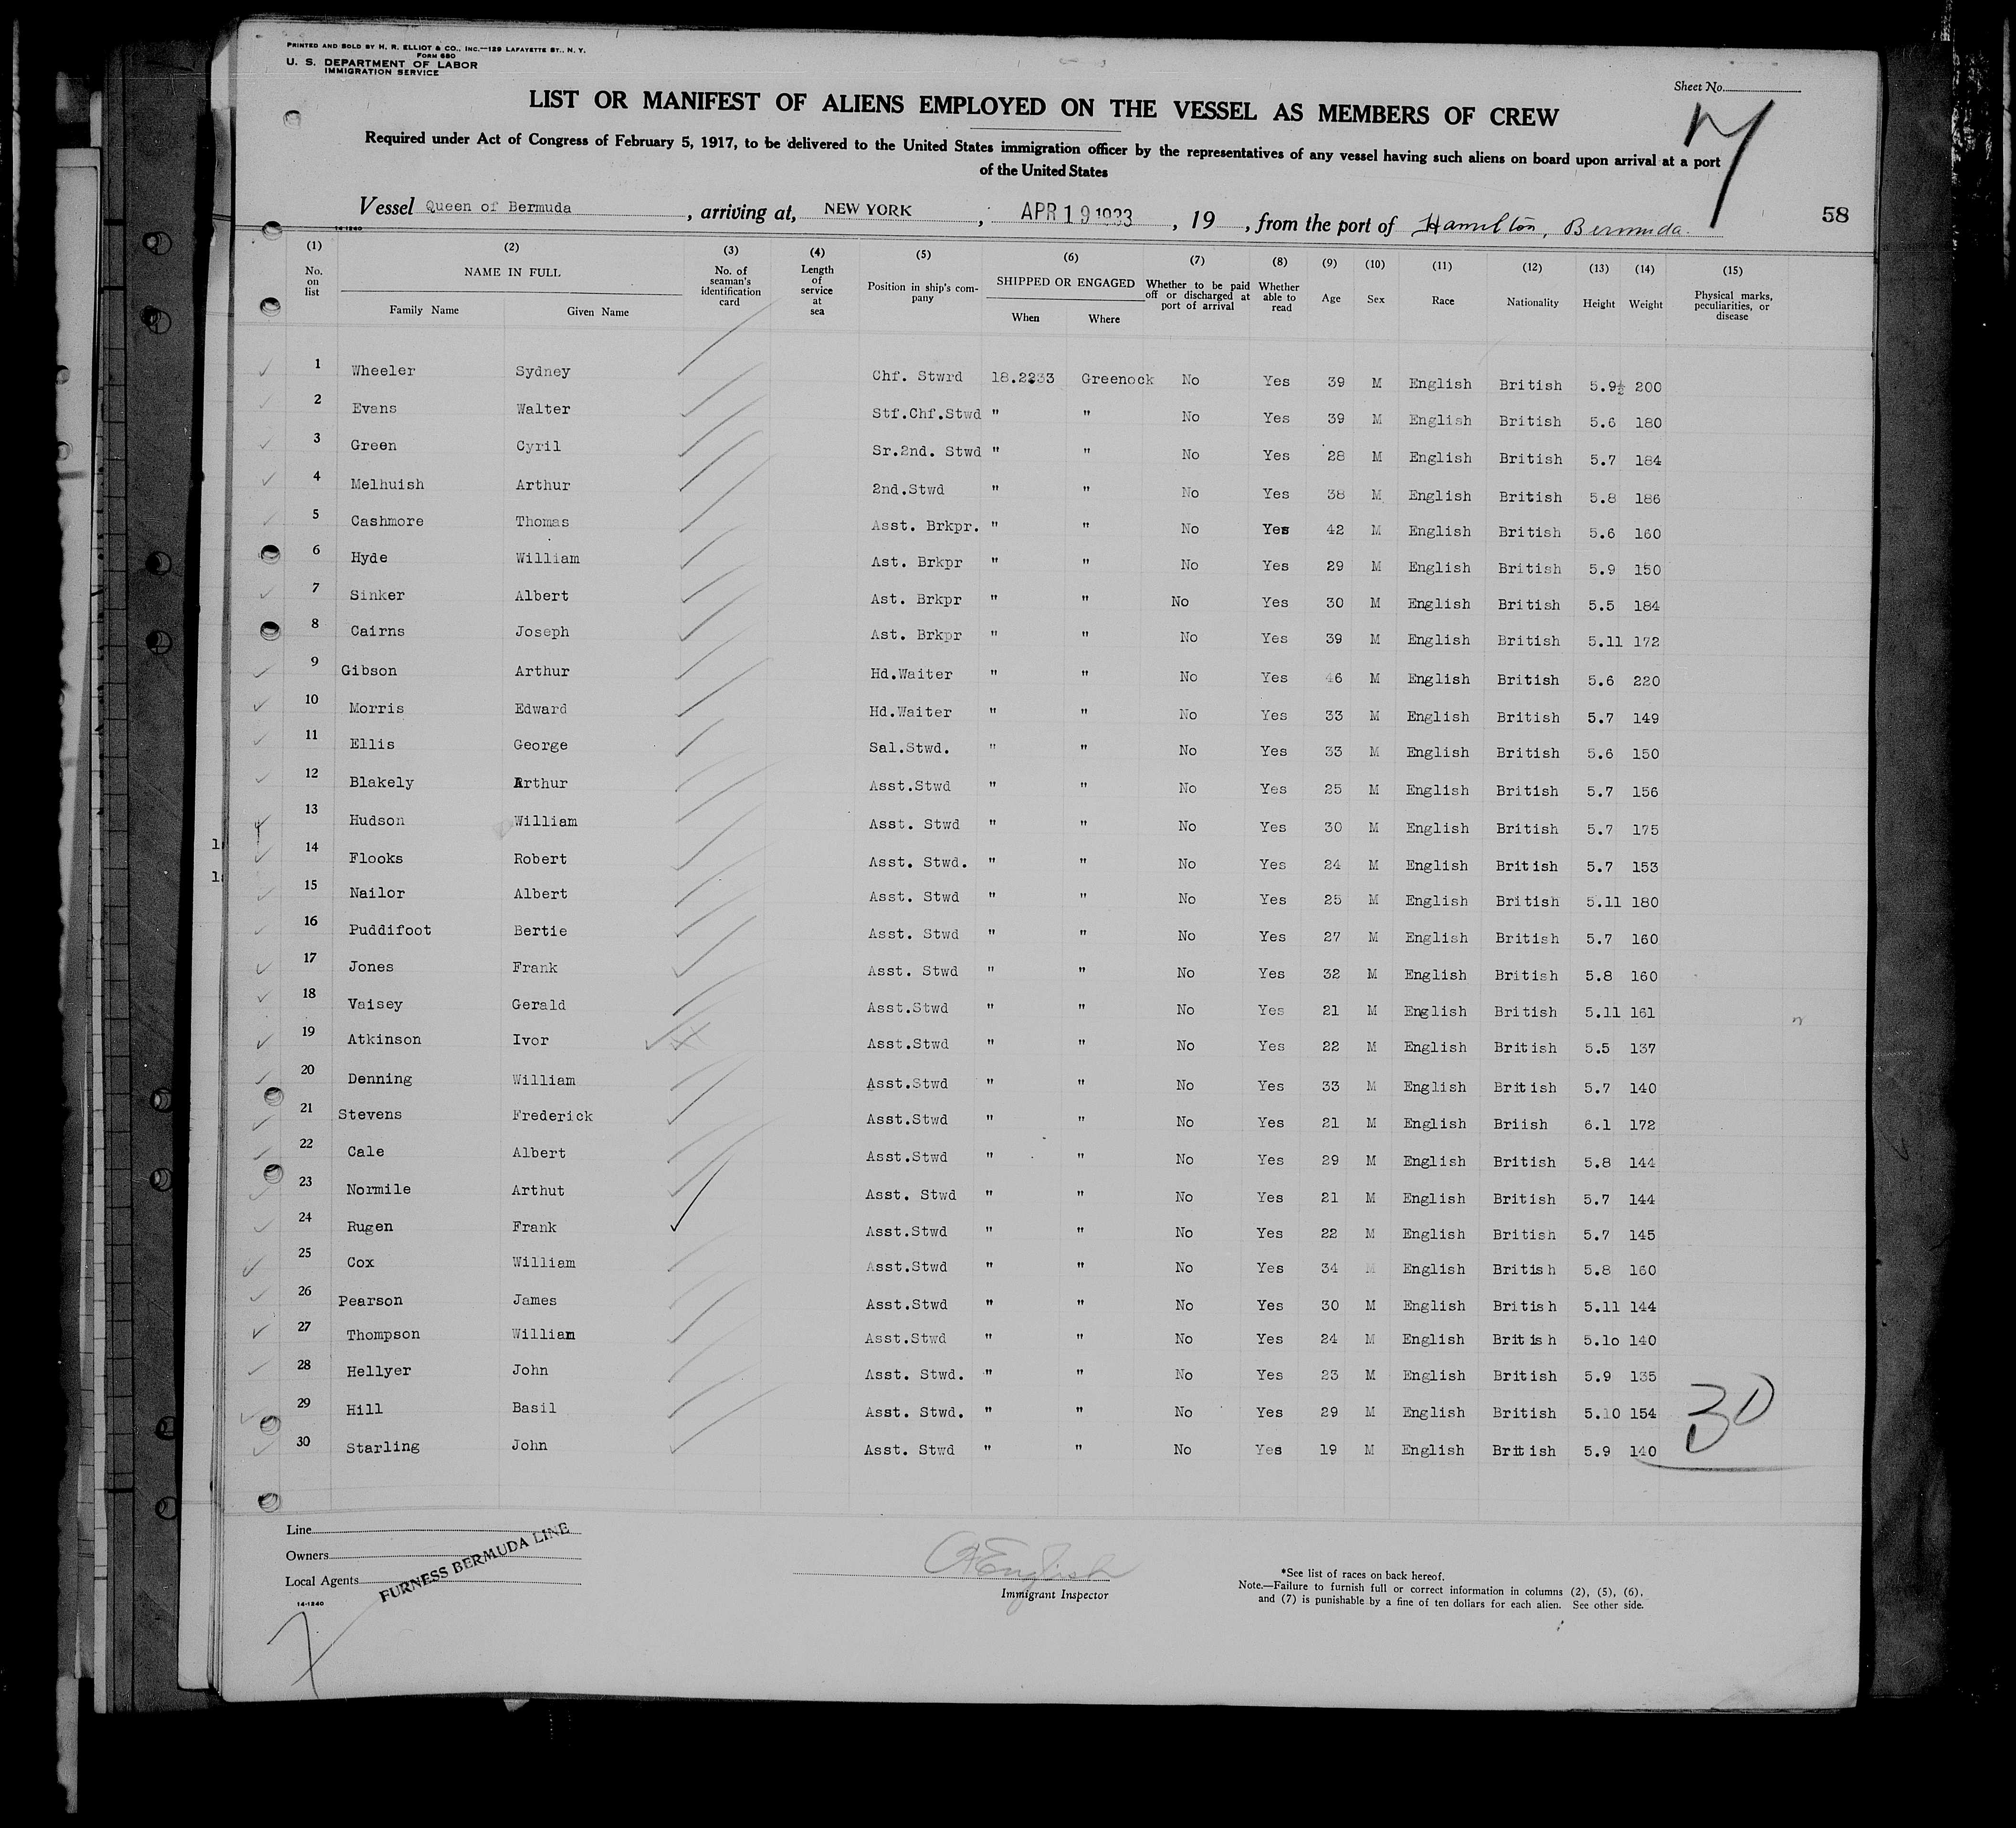 PRINTED AND SOLD BY H. R. ELLIOT & CO., INC.—129 LAFAYETTE ST., N. Y.
FORM 680
U. S. DEPARTMENT OF LABOR
IMMIGRATION SERVICE
Sheet No.
LIST OR MANIFEST OF ALIENS EMPLOYED ON THE VESSEL AS MEMBERS OF CREW
Required under Act of Congress of February 5, 1917, to be delivered to the United States immigration officer by the representatives of any vessel having such aliens on board upon arrival at a port
of the United States
Vessel Queen of Bermuda, arriving at, NEW YORK, APR 19 1933, 19, from the port of Hamilton, Bermuda.
58
14-1240
(1) (2) (3) (4) (5) (6) (7) (8) (9) (10) (11) (12) (13) (14) (15)
No. on list NAME IN FULL Family Name Given Name No. of seaman's identification card Length of service at sea Position in ship's company SHIPPED OR ENGAGED When Where Whether to be paid off or discharged at port of arrival Whether able to read Age Sex Race Nationality Height Weight Physical marks, peculiarities, or disease
1 Wheeler Sydney Chf. Stwrd 18.2233 Greenock No Yes 39 M English British 5.9½ 200
2 Evans Walter Stf.Chf.Stwd " " No Yes 39 M English British 5.6 180
3 Green Cyril Sr.2nd. Stwd " " No Yes 28 M English British 5.7 184
4 Melhuish Arthur 2nd.Stwd " " No Yes 38 M English British 5.8 186
5 Cashmore Thomas Asst. Brkpr. " " No Yes 42 M English British 5.6 160
6 Hyde William Ast. Brkpr " " No Yes 29 M English British 5.9 150
7 Sinker Albert Ast. Brkpr " " No Yes 30 M English British 5.5 184
8 Cairns Joseph Ast. Brkpr " " No Yes 39 M English British 5.11 172
9 Gibson Arthur Hd.Waiter " " No Yes 46 M English British 5.6 220
10 Morris Edward Hd.Waiter " " No Yes 33 M English British 5.7 149
11 Ellis George Sal.Stwd. " " No Yes 33 M English British 5.6 150
12 Blakely Arthur Asst.Stwd " " No Yes 25 M English British 5.7 156
13 Hudson William Asst. Stwd " " No Yes 30 M English British 5.7 175
14 Flooks Robert Asst. Stwd. " " No Yes 24 M English British 5.7 153
15 Nailor Albert Asst. Stwd " " No Yes 25 M English British 5.11 180
16 Puddifoot Bertie Asst. Stwd " " No Yes 27 M English British 5.7 160
17 Jones Frank Asst. Stwd " " No Yes 32 M English British 5.8 160
18 Vaisey Gerald Asst.Stwd " " No Yes 21 M English British 5.11 161
19 Atkinson Ivor Asst.Stwd " " No Yes 22 M English British 5.5 137
20 Denning William Asst.Stwd " " No Yes 33 M English British 5.7 140
21 Stevens Frederick Asst.Stwd " " No Yes 21 M English Briish 6.1 172
22 Cale Albert Asst.Stwd " " No Yes 29 M English British 5.8 144
23 Normile Arthut Asst. Stwd " " No Yes 21 M English British 5.7 144
24 Rugen Frank Asst.Stwd " " No Yes 22 M English British 5.7 145
25 Cox William Asst.Stwd " " No Yes 34 M English British 5.8 160
26 Pearson James Asst.Stwd " " No Yes 30 M English British 5.11 144
27 Thompson William Asst.Stwd " " No Yes 24 M English British 5.1o 140
28 Hellyer John Asst. Stwd. " " No Yes 23 M English British 5.9 135
29 Hill Basil Asst. Stwd. " " No Yes 29 M English British 5.10 154
30 Starling John Asst. Stwd " " No Yes 19 M English British 5.9 140
30
Line
Owners
Local Agents
FURNESS BERMUDA LINE
14-1240
English
Immigrant Inspector
*See list of races on back hereof.
Note.—Failure to furnish full or correct information in columns (2), (5), (6),
and (7) is punishable by a fine of ten dollars for each alien. See other side.
7